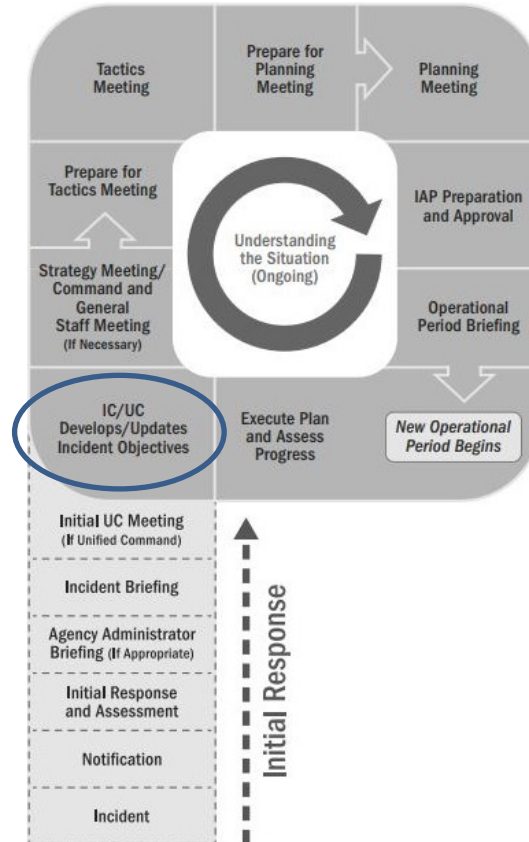 Tactics
Meeting
Prepare for
Planning
Meeting
Planning
Meeting
Prepare for
Tactics Meeting
Understanding
the Situation
(Ongoing)
IAP Preparation
and Approval
Strategy Meeting/
Command and
General
Staff Meeting
(If Necessary)
Operational
Period Briefing
IC/UC
Develops/Updates
Incident Objectives
Execute Plan
and Assess
Progress
New Operational
Period Begins
Initial UC Meeting
(If Unified Command)
Incident Briefing
Agency Administrator
Briefing (If Appropriate)
Initial Response
and Assessment
Notification
Incident
Initial Response